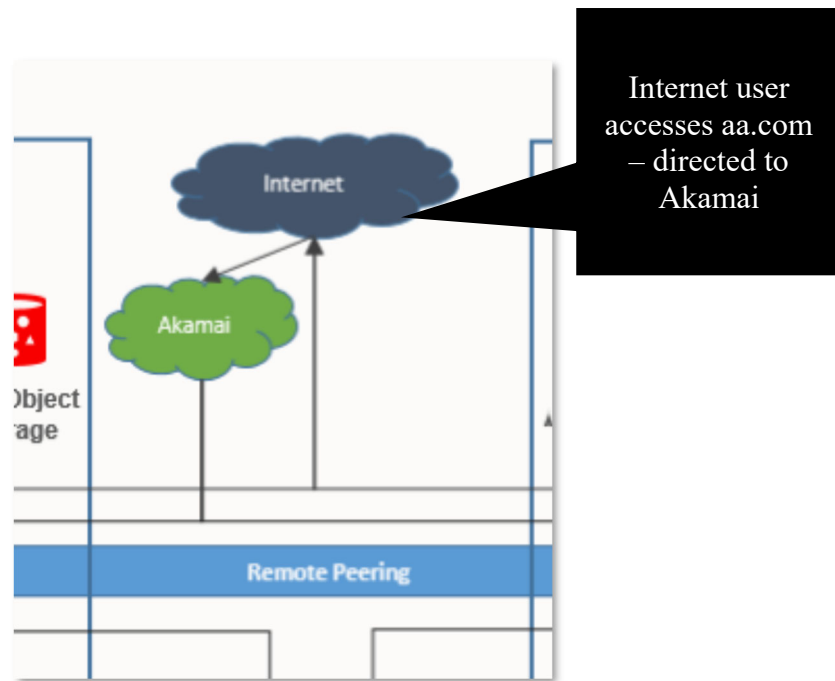 Internet user
accesses aa.com
– directed to
Akamai
Internet
Akamai
Object
rage
Remote Peering